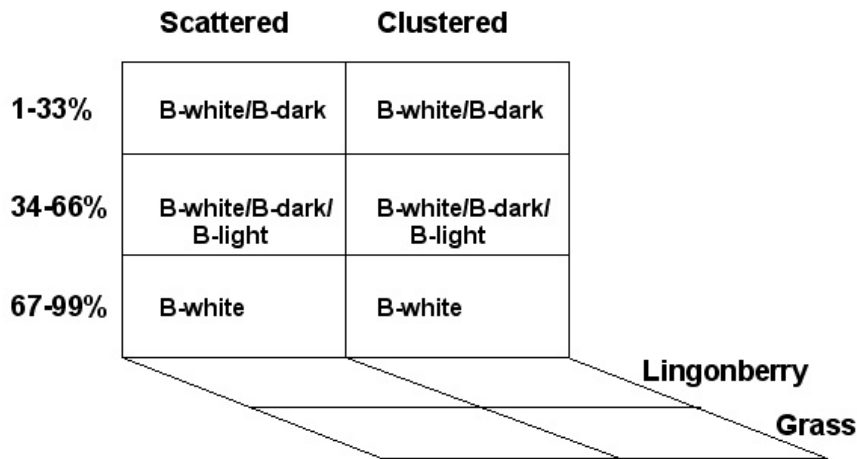 Scattered Clustered
1-33% B-white/B-dark B-white/B-dark
34-66% B-white/B-dark/ B-white/B-dark/
B-light B-light
67-99% B-white B-white
Lingonberry
Grass